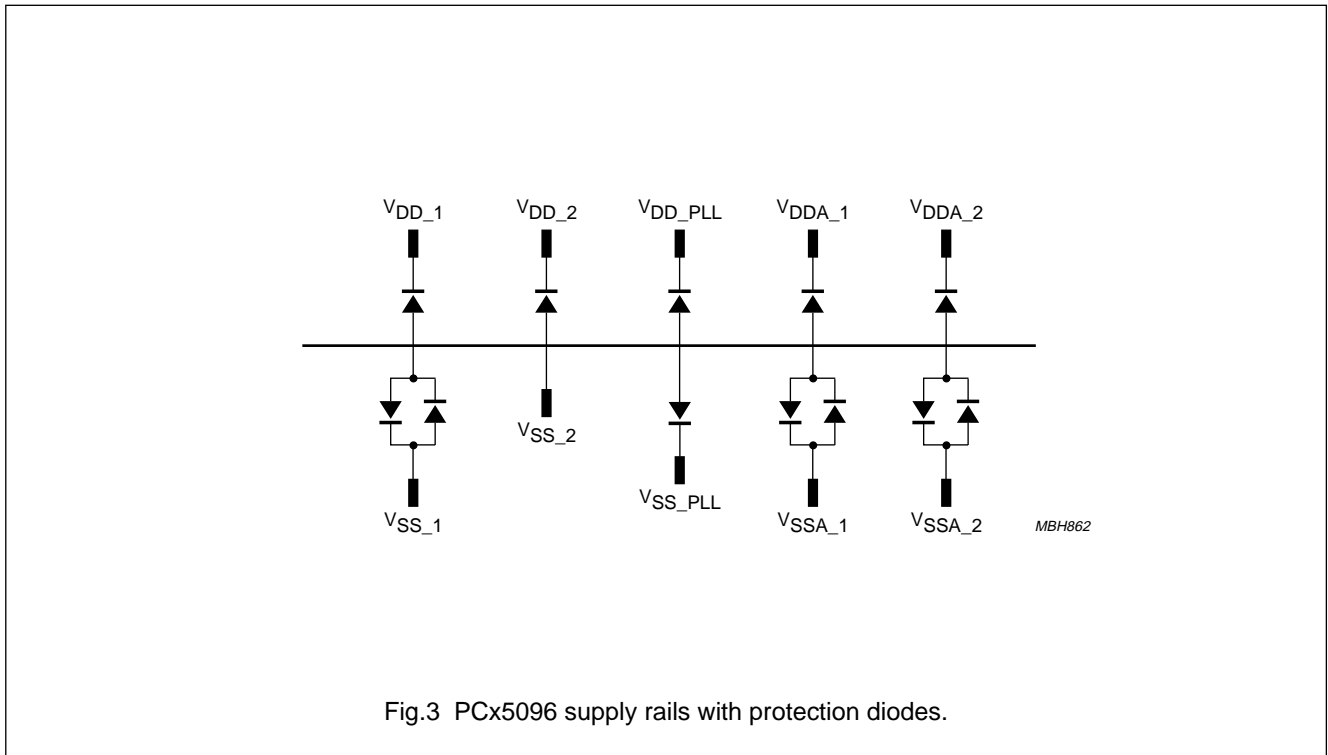 VDD_1 VDD_2 VDD_PLL VDDA_1 VDDA_2
VSS_2
VSS_PLL
VSS_1 VSSA_1 VSSA_2 MBH862
Fig.3 PCx5096 supply rails with protection diodes.